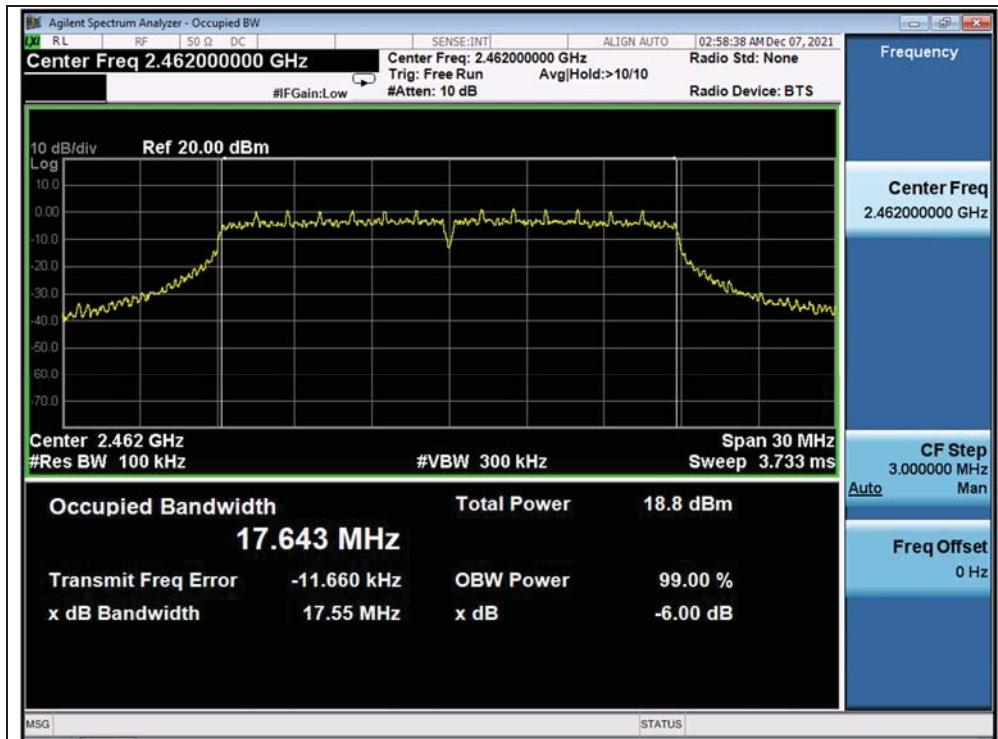 Agilent Spectrum Analyzer - Occupied BW
LXI RL RF 50 Ω DC SENSE:INT ALIGN AUTO 02:58:38 AM Dec 07, 2021
Center Freq 2.462000000 GHz
Center Freq: 2.462000000 GHz
Radio Std: None
Trig: Free Run Avg|Hold:>10/10
#IFGain:Low
#Atten: 10 dB
Radio Device: BTS
10 dB/div Ref 20.00 dBm
Log
10.0
0.00
-10.0
-20.0
-30.0
-40.0
-50.0
-60.0
-70.0
Center 2.462 GHz Span 30 MHz
#Res BW 100 kHz #VBW 300 kHz Sweep 3.733 ms
Occupied Bandwidth Total Power 18.8 dBm
17.643 MHz
Transmit Freq Error -11.660 kHz OBW Power 99.00 %
x dB Bandwidth 17.55 MHz x dB -6.00 dB
MSG STATUS
Frequency
Center Freq
2.462000000 GHz
CF Step
3.000000 MHz
Auto Man
Freq Offset
0 Hz